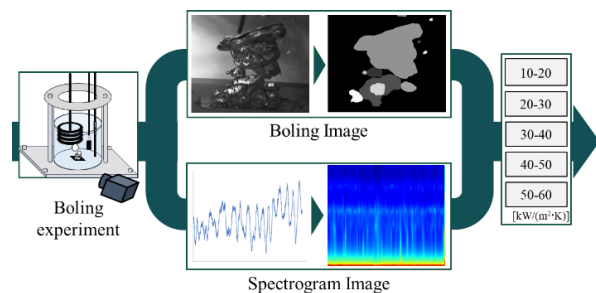 Boling Image
Boling
experiment
Spectrogram Image
10-20
20-30
30-40
40-50
50-60
[kW/(m²·K)]